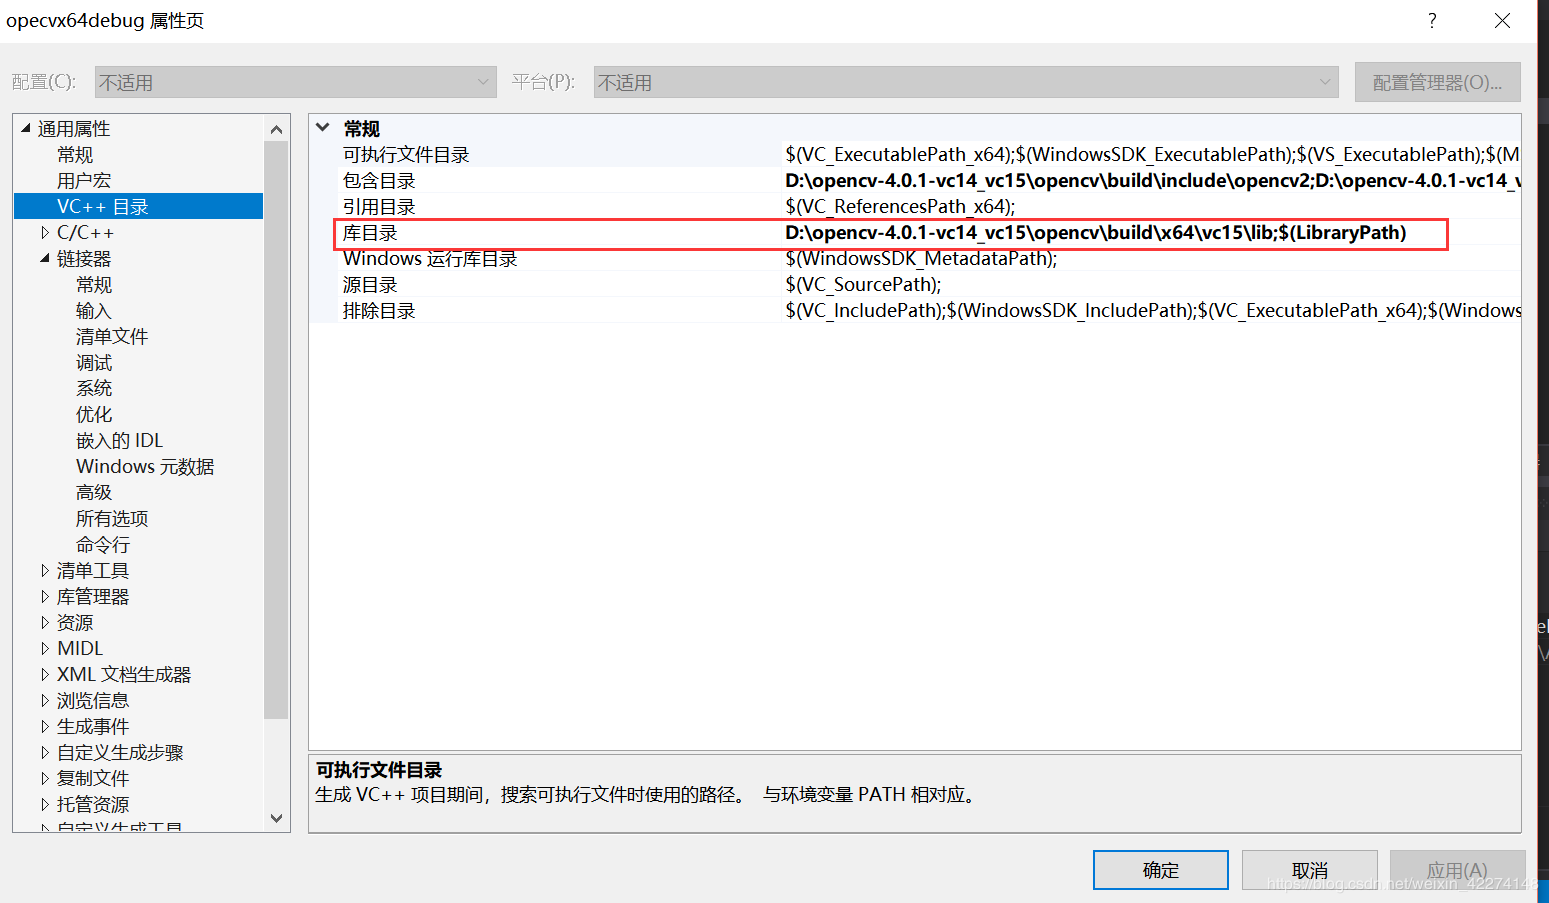 opecvx64debug 属性页
?
配置(C): 不适用 平台(P): 不适用 配置管理器(O)...
通用属性
常规
用户宏
VC++ 目录
C/C++
链接器
常规
输入
清单文件
调试
系统
优化
嵌入的 IDL
Windows 元数据
高级
所有选项
命令行
清单工具
库管理器
资源
MIDL
XML 文档生成器
浏览信息
生成事件
自定义生成步骤
复制文件
托管资源
自定义生成工具
常规
可执行文件目录 $(VC_ExecutablePath_x64);$(WindowsSDK_ExecutablePath);$(VS_ExecutablePath);$(M
包含目录 D:\opencv-4.0.1-vc14_vc15\opencv\build\include\opencv2;D:\opencv-4.0.1-vc14_v
引用目录 $(VC_ReferencesPath_x64);
库目录 D:\opencv-4.0.1-vc14_vc15\opencv\build\x64\vc15\lib;$(LibraryPath)
Windows 运行库目录 $(WindowsSDK_MetadataPath);
源目录 $(VC_SourcePath);
排除目录 $(VC_IncludePath);$(WindowsSDK_IncludePath);$(VC_ExecutablePath_x64);$(Windows
可执行文件目录
生成 VC++ 项目期间，搜索可执行文件时使用的路径。 与环境变量 PATH 相对应。
确定 取消 应用(A)
https://blog.csdn.net/weixin_42274148